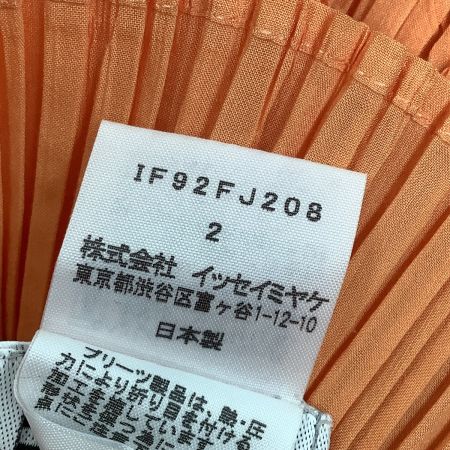 IF92FJ208
2
株式会社 イッセイミヤケ
東京都渋谷区富ヶ谷1-12-10
日本製
プリーツ製品は、熱・圧
力により折り目を付ける
加工を施しています。